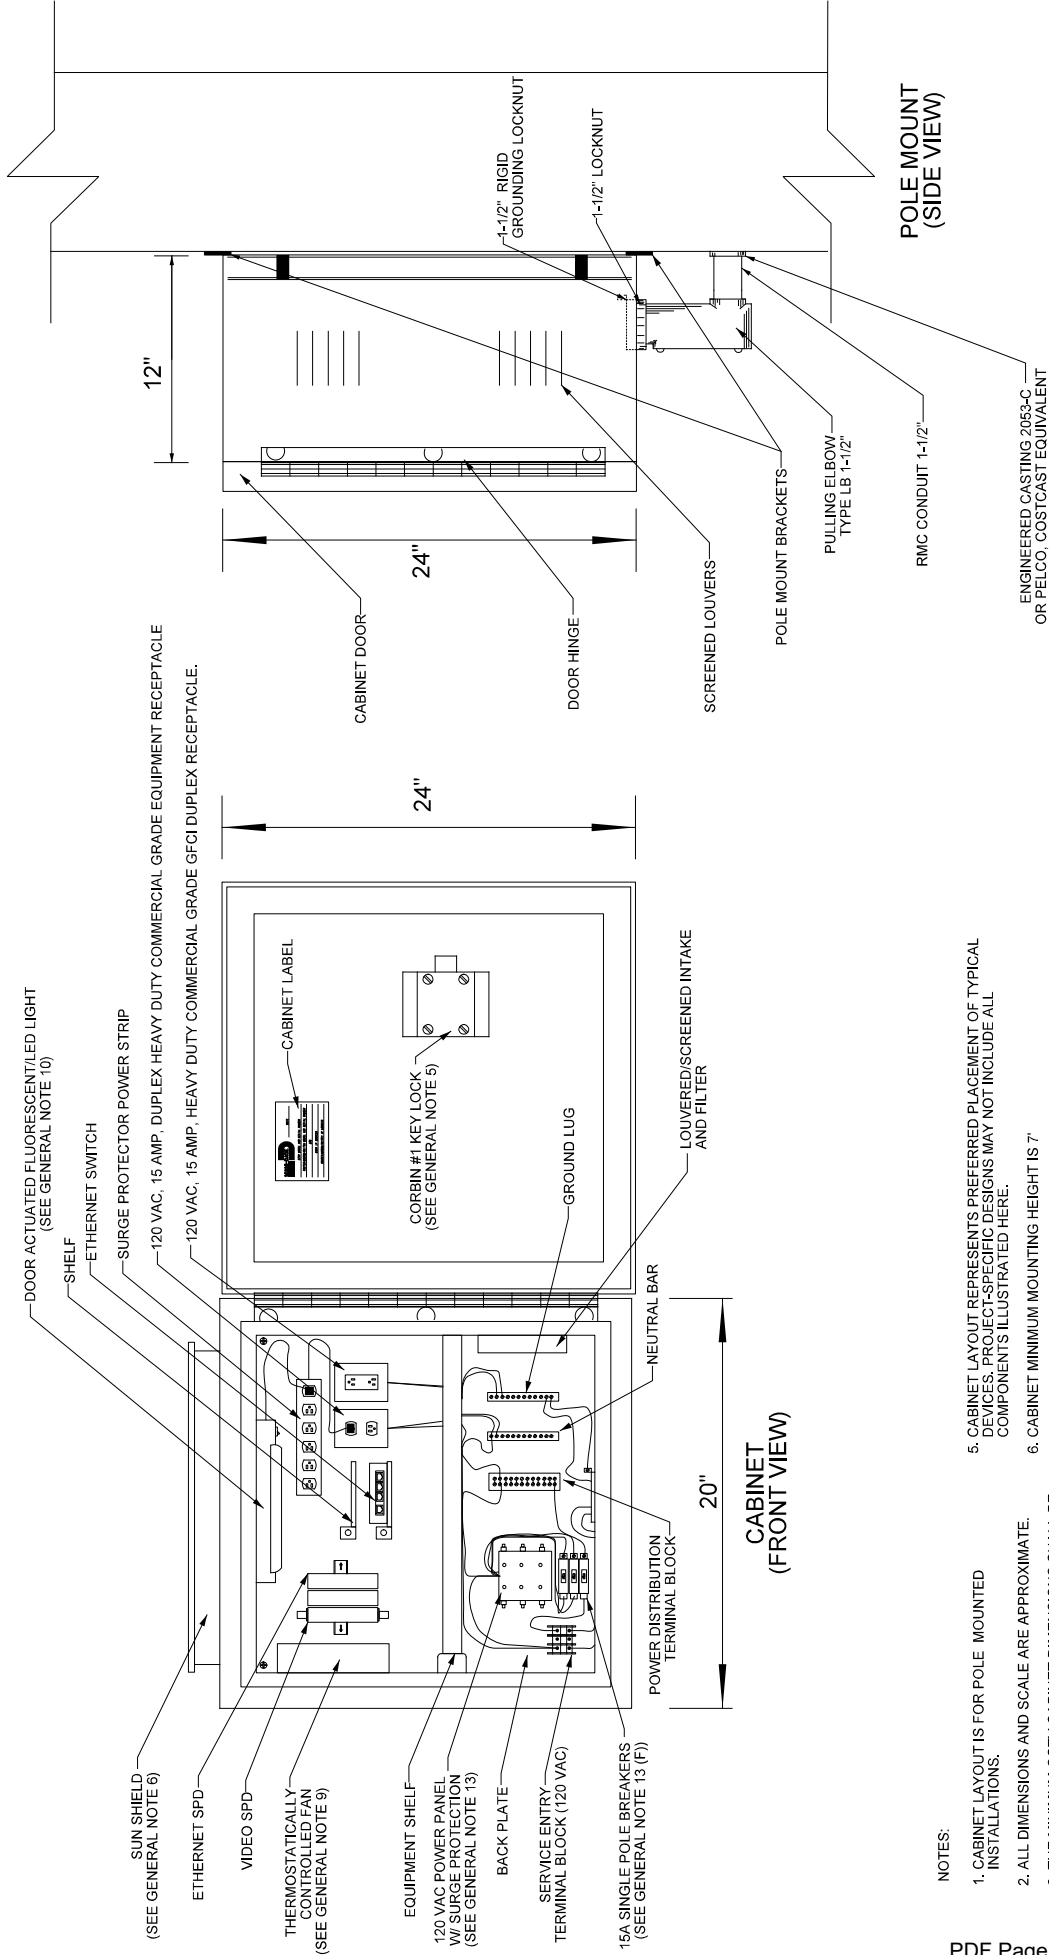 DOOR ACTUATED FLUORESCENT/LED LIGHT
(SEE GENERAL NOTE 10)
SHELF
ETHERNET SWITCH
SURGE PROTECTOR POWER STRIP
120 VAC, 15 AMP, DUPLEX HEAVY DUTY COMMERCIAL GRADE EQUIPMENT RECEPTACLE
120 VAC, 15 AMP, HEAVY DUTY COMMERCIAL GRADE GFCI DUPLEX RECEPTACLE.
SUN SHIELD
(SEE GENERAL NOTE 6)
ETHERNET SPD
VIDEO SPD
THERMOSTATICALLY
CONTROLLED FAN
(SEE GENERAL NOTE 9)
EQUIPMENT SHELF
120 VAC POWER PANEL
W/ SURGE PROTECTION
(SEE GENERAL NOTE 13)
BACK PLATE
SERVICE ENTRY
TERMINAL BLOCK (120 VAC)
15A SINGLE POLE BREAKERS
(SEE GENERAL NOTE 13 (F))
POWER DISTRIBUTION
TERMINAL BLOCK
NEUTRAL BAR
GROUND LUG
LOUVERED/SCREENED INTAKE
AND FILTER
CABINET LABEL
CORBIN #1 KEY LOCK
(SEE GENERAL NOTE 5)
24"
20"
CABINET
(FRONT VIEW)
12"
24"
CABINET DOOR
DOOR HINGE
SCREENED LOUVERS
POLE MOUNT BRACKETS
PULLING ELBOW
TYPE LB 1-1/2"
RMC CONDUIT 1-1/2"
ENGINEERED CASTING 2053-C
OR PELCO, COSTCAST EQUIVALENT
1-1/2" RIGID
GROUNDING LOCKNUT
1-1/2" LOCKNUT
POLE MOUNT
(SIDE VIEW)
NOTES:
1. CABINET LAYOUT IS FOR POLE MOUNTED
INSTALLATIONS.
2. ALL DIMENSIONS AND SCALE ARE APPROXIMATE.
5. CABINET LAYOUT REPRESENTS PREFERRED PLACEMENT OF TYPICAL
DEVICES. PROJECT-SPECIFIC DESIGNS MAY NOT INCLUDE ALL
COMPONENTS ILLUSTRATED HERE.
6. CABINET MINIMUM MOUNTING HEIGHT IS 7'
PDF Page